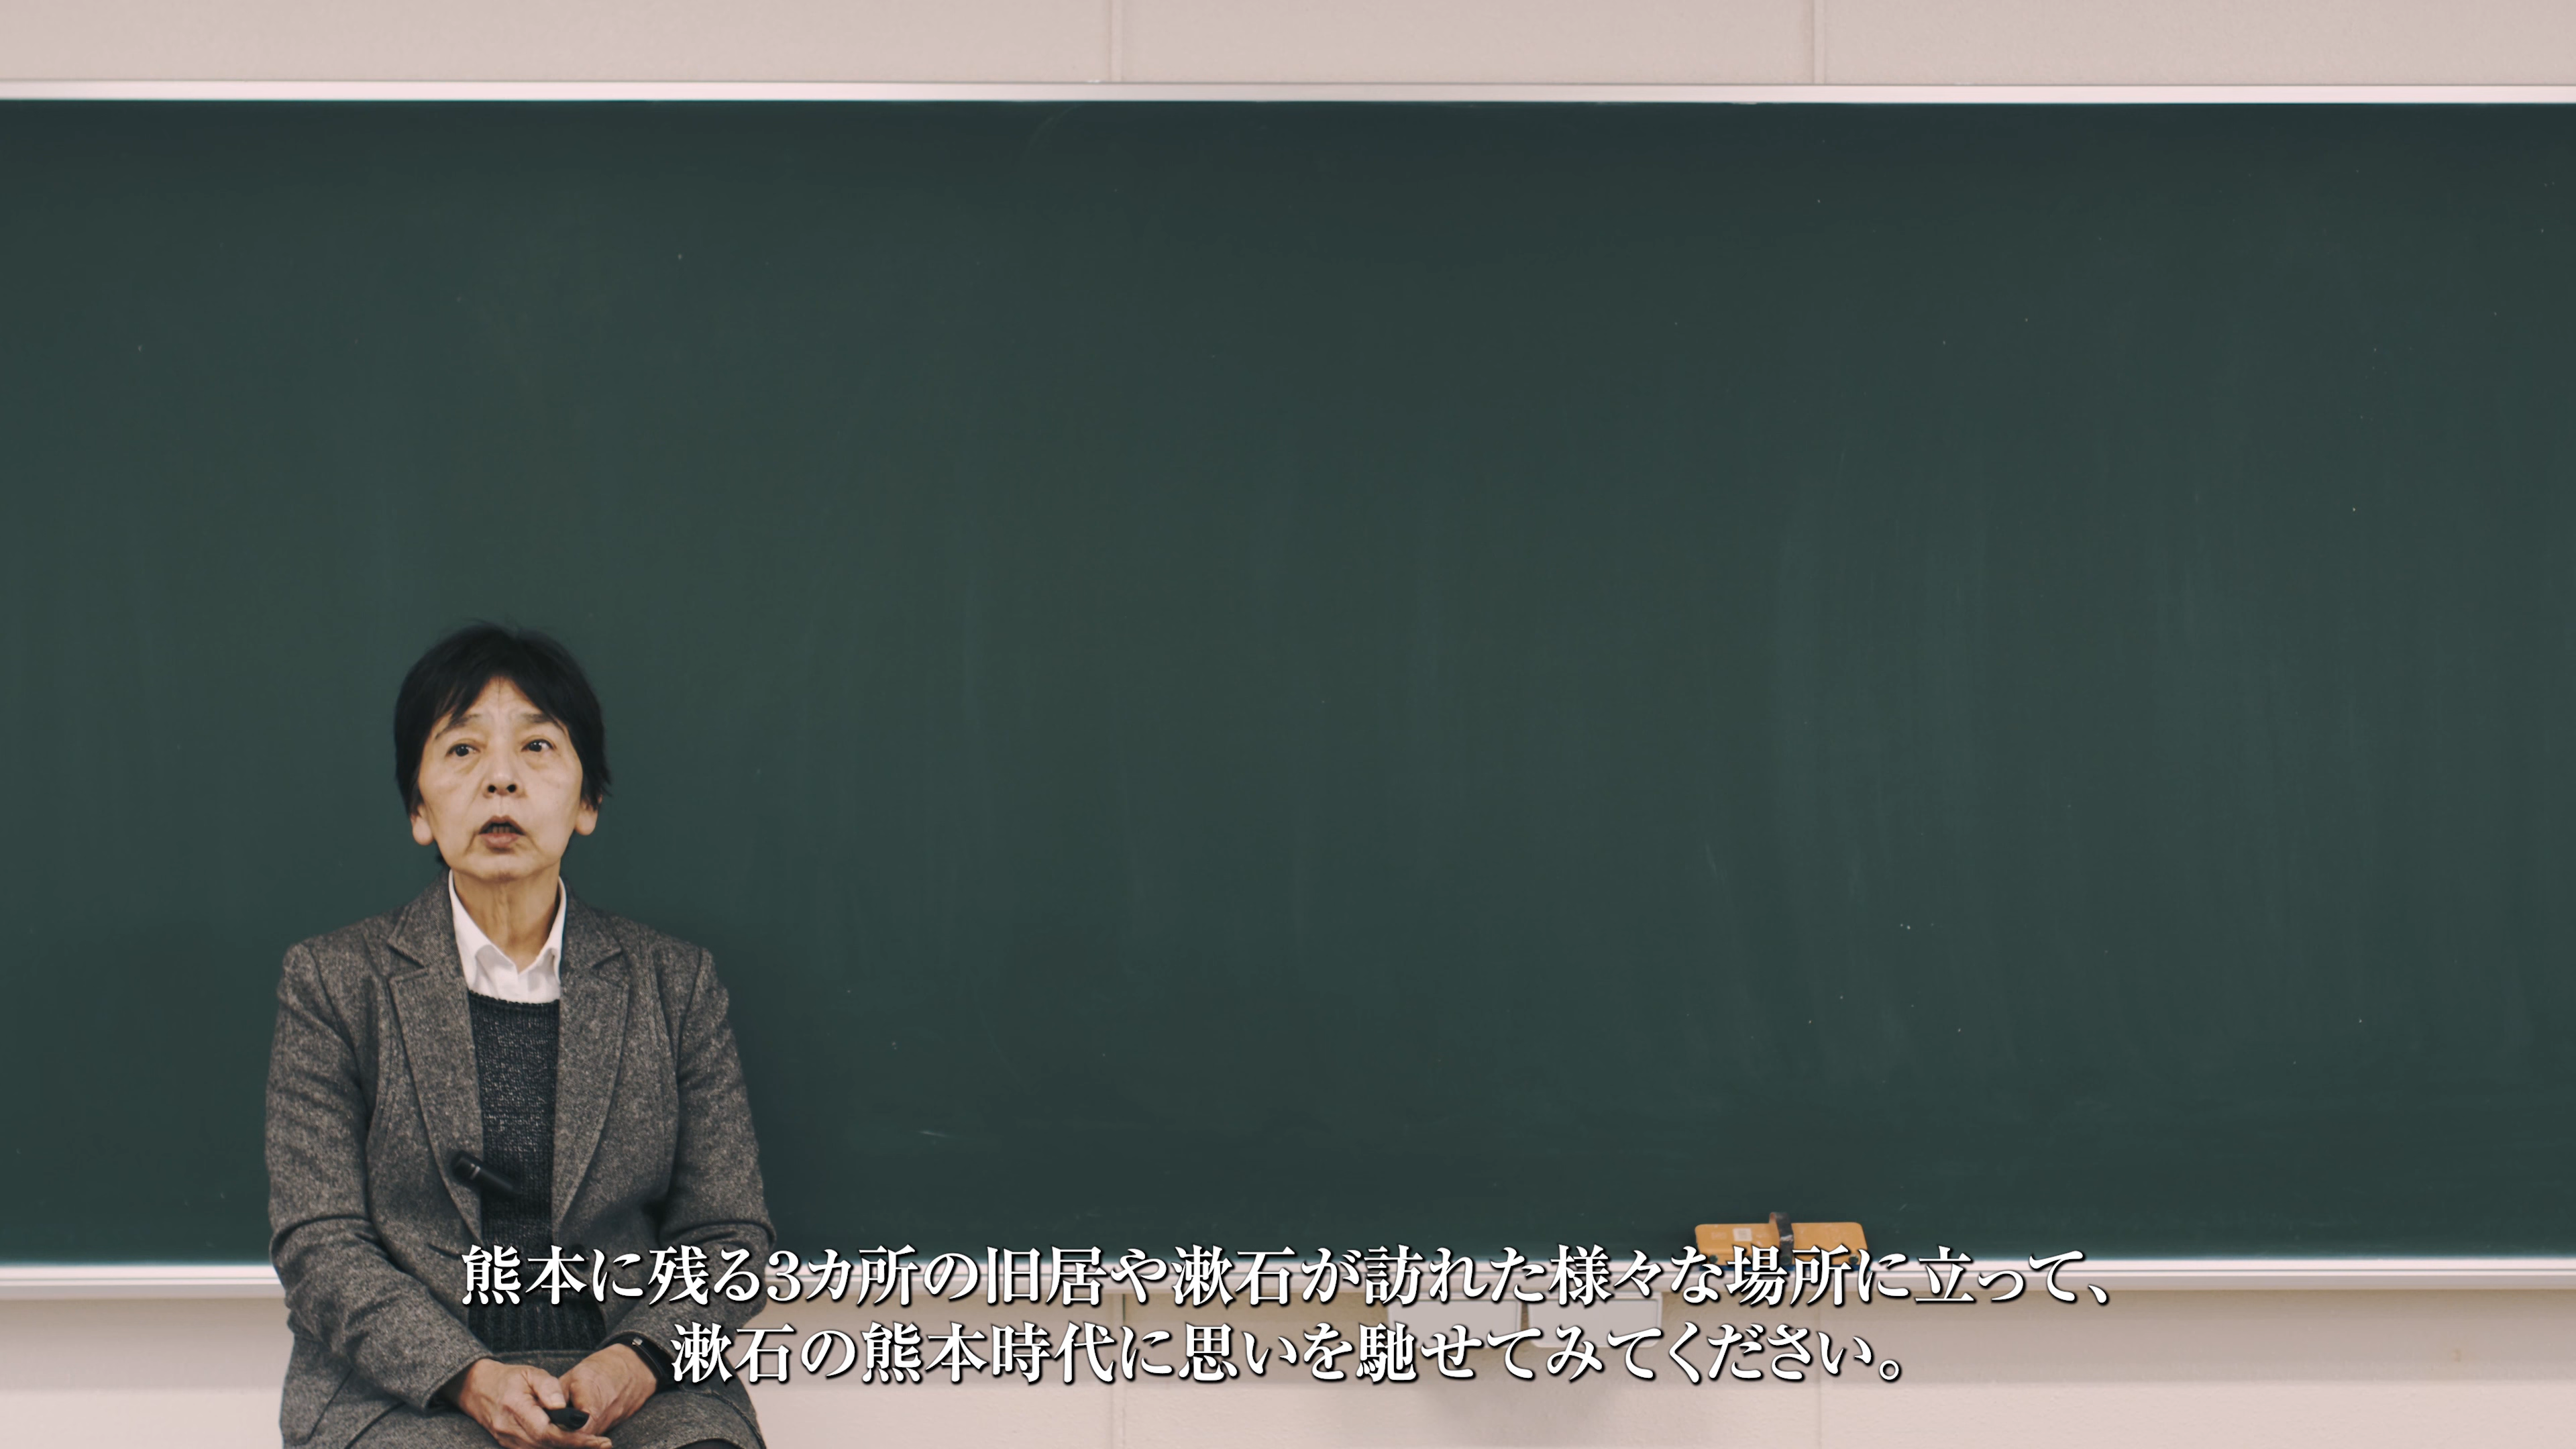 熊本に残る3カ所の旧居や漱石が訪れた様々な場所に立って、
漱石の熊本時代に思いを馳せてみてください。